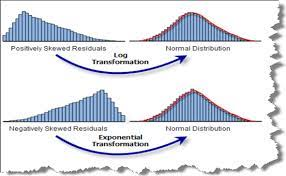 Positively Skewed Residuals
Normal Distribution
Log
Transformation
Negatively Skewed Residuals
Normal Distribution
Exponential
Transformation